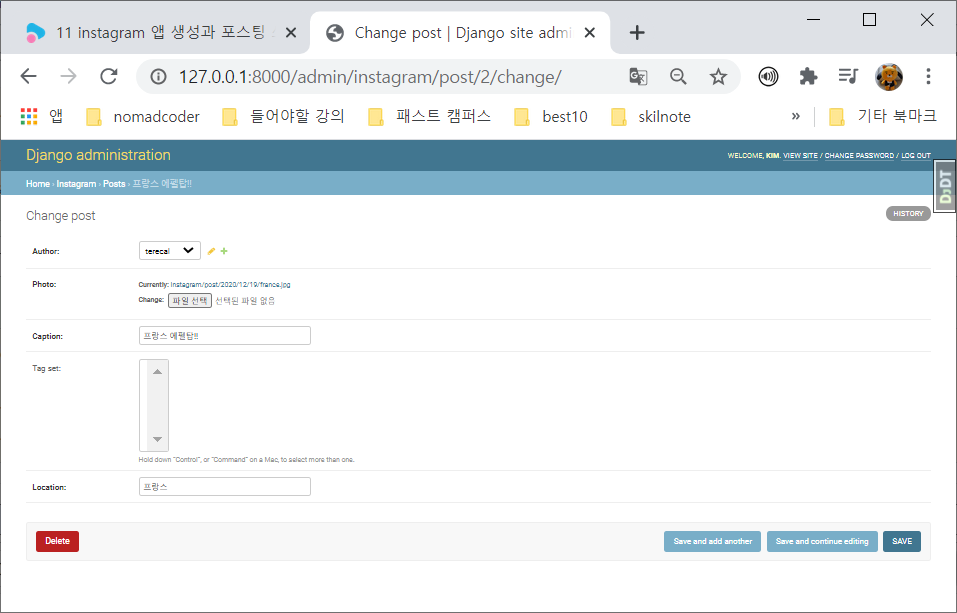 11 instagram 앱 생성과 포스팅
Change post | Django site admi
127.0.0.1:8000/admin/instagram/post/2/change/
앱 nomadcoder 들어야할 강의 패스트 캠퍼스 best10 skilnote » 기타 북마크
Django administration
WELCOME, KIM. VIEW SITE / CHANGE PASSWORD / LOG OUT
Home › Instagram › Posts › 프랑스 에펠탑!!
DjDT
Change post
HISTORY
Author: terecal
Photo: Currently: instagram/post/2020/12/19/france.jpg
Change: 파일 선택 선택된 파일 없음
Caption: 프랑스 에펠탑!!
Tag set:
Hold down "Control", or "Command" on a Mac, to select more than one.
Location: 프랑스
Delete
Save and add another
Save and continue editing
SAVE